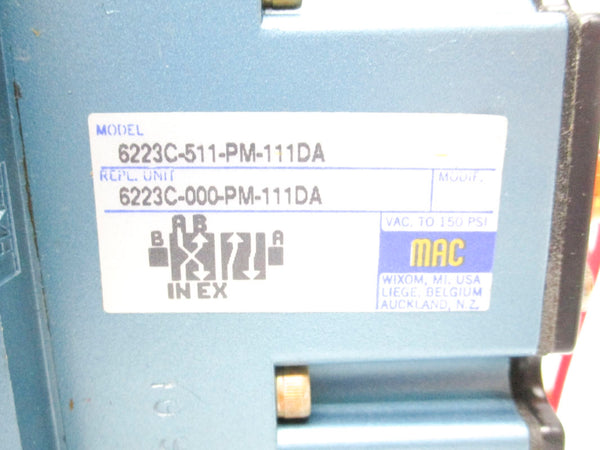 MODEL
6223C-511-PM-111DA
REPL. UNIT
6223C-000-PM-111DA
MODIF.
A B
B
A
IN EX
VAC. TO 150 PSI
MAC
WIXOM, MI. USA
LIEGE, BELGIUM
AUCKLAND, N.Z.